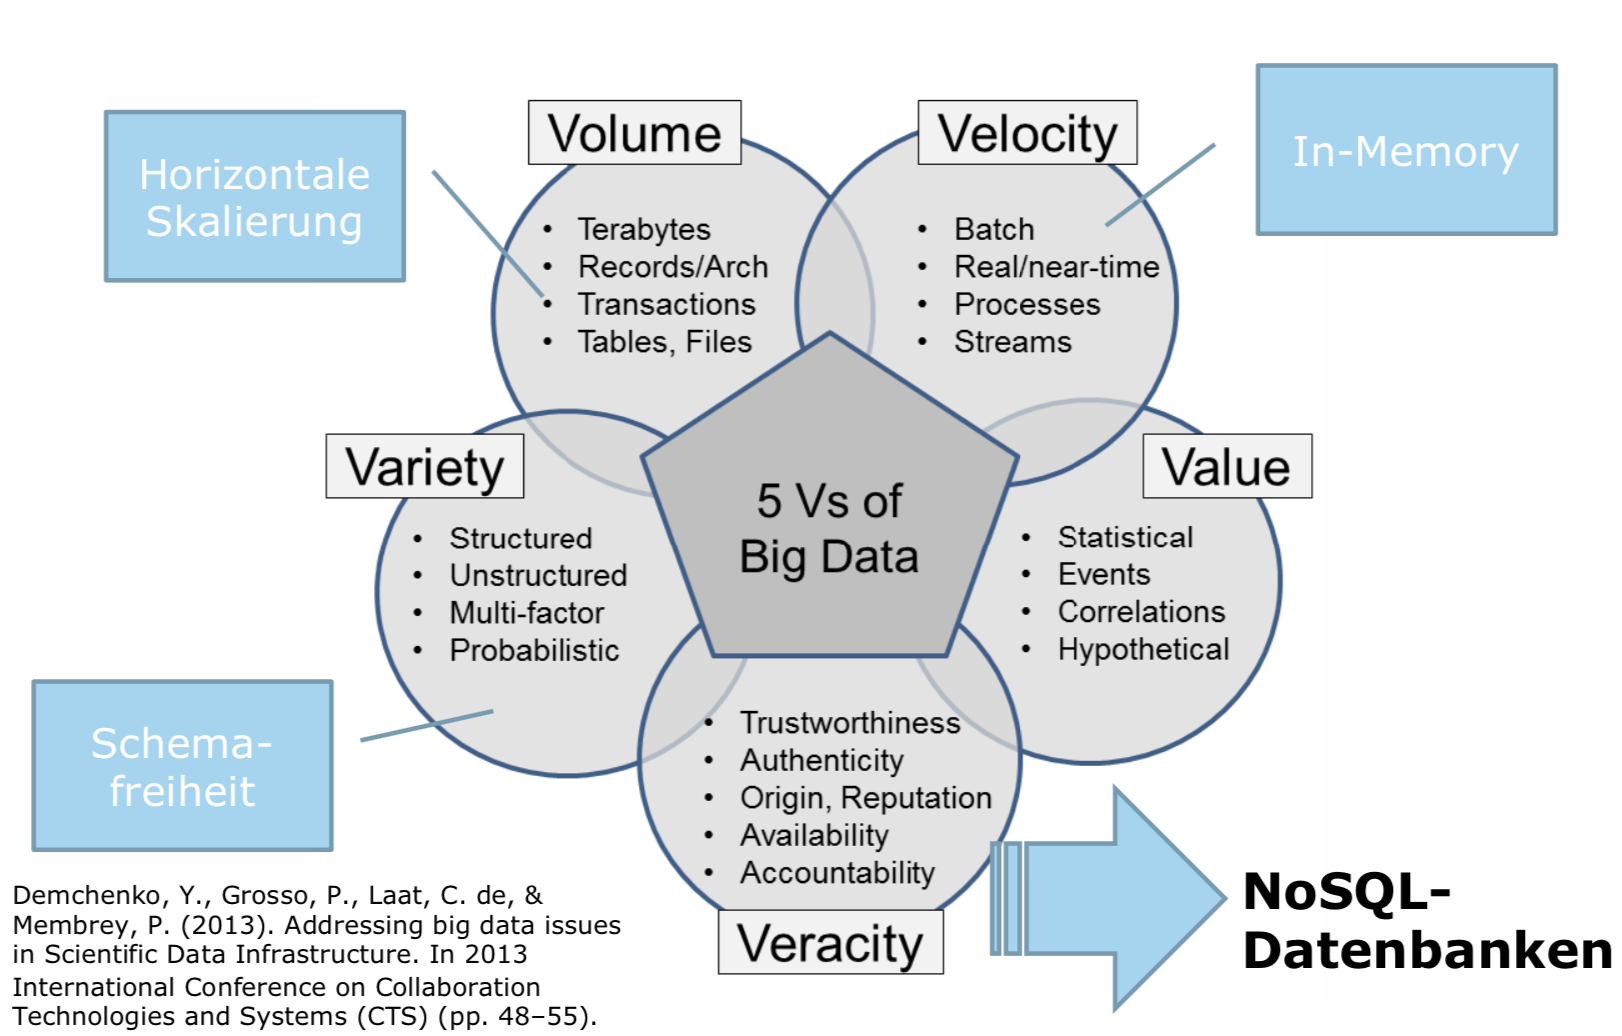 Horizontale
Skalierung
Volume
• Terabytes
• Records/Arch
• Transactions
• Tables, Files
Velocity
• Batch
• Real/near-time
• Processes
• Streams
In-Memory
Variety
• Structured
• Unstructured
• Multi-factor
• Probabilistic
5 Vs of
Big Data
Value
• Statistical
• Events
• Correlations
• Hypothetical
Schema-
freiheit
• Trustworthiness
• Authenticity
• Origin, Reputation
• Availability
• Accountability
Veracity
NoSQL-
Datenbanken
Demchenko, Y., Grosso, P., Laat, C. de, &
Membrey, P. (2013). Addressing big data issues
in Scientific Data Infrastructure. In 2013
International Conference on Collaboration
Technologies and Systems (CTS) (pp. 48–55).